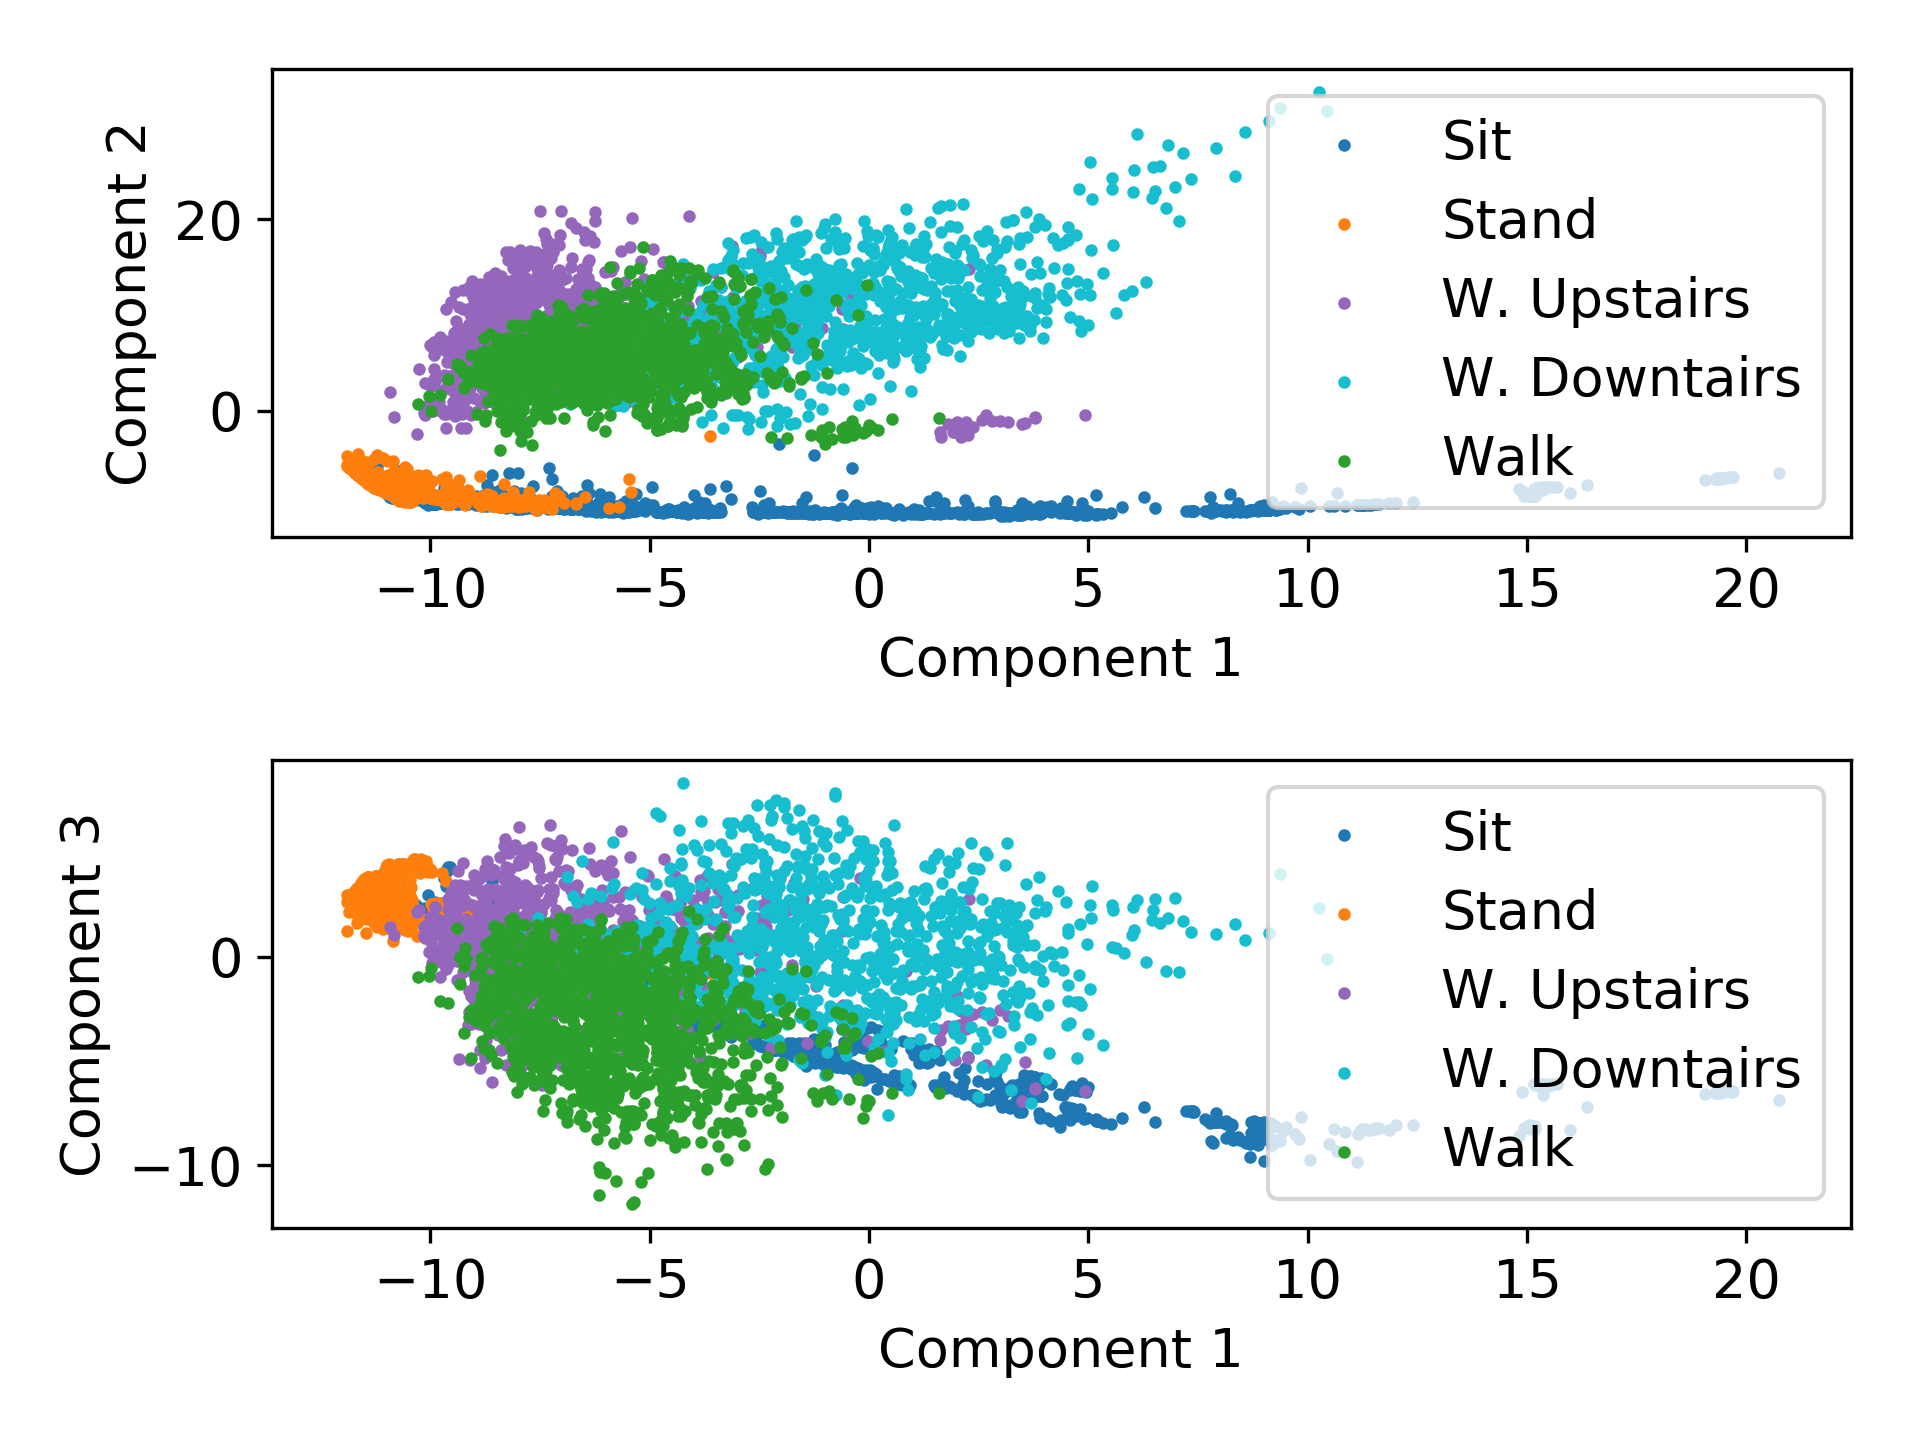 Component 2
20
0
Sit
Stand
W. Upstairs
W. Downtairs
Walk
−10 −5 0 5 10 15 20
Component 1
Component 3
0
−10
Sit
Stand
W. Upstairs
W. Downtairs
Walk
−10 −5 0 5 10 15 20
Component 1